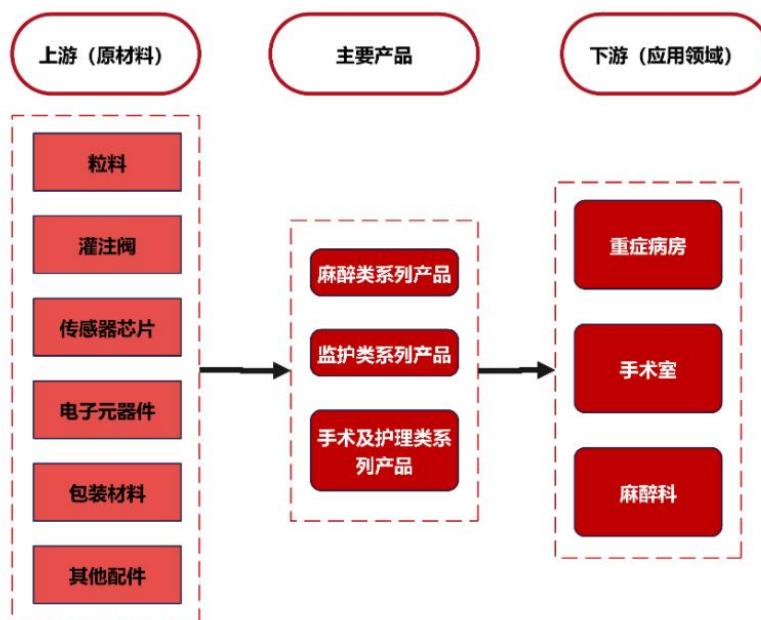 上游（原材料）
主要产品
下游（应用领域）
粒料
灌注阀
传感器芯片
电子元器件
包装材料
其他配件
麻醉类系列产品
监护类系列产品
手术及护理类系
列产品
重症病房
手术室
麻醉科